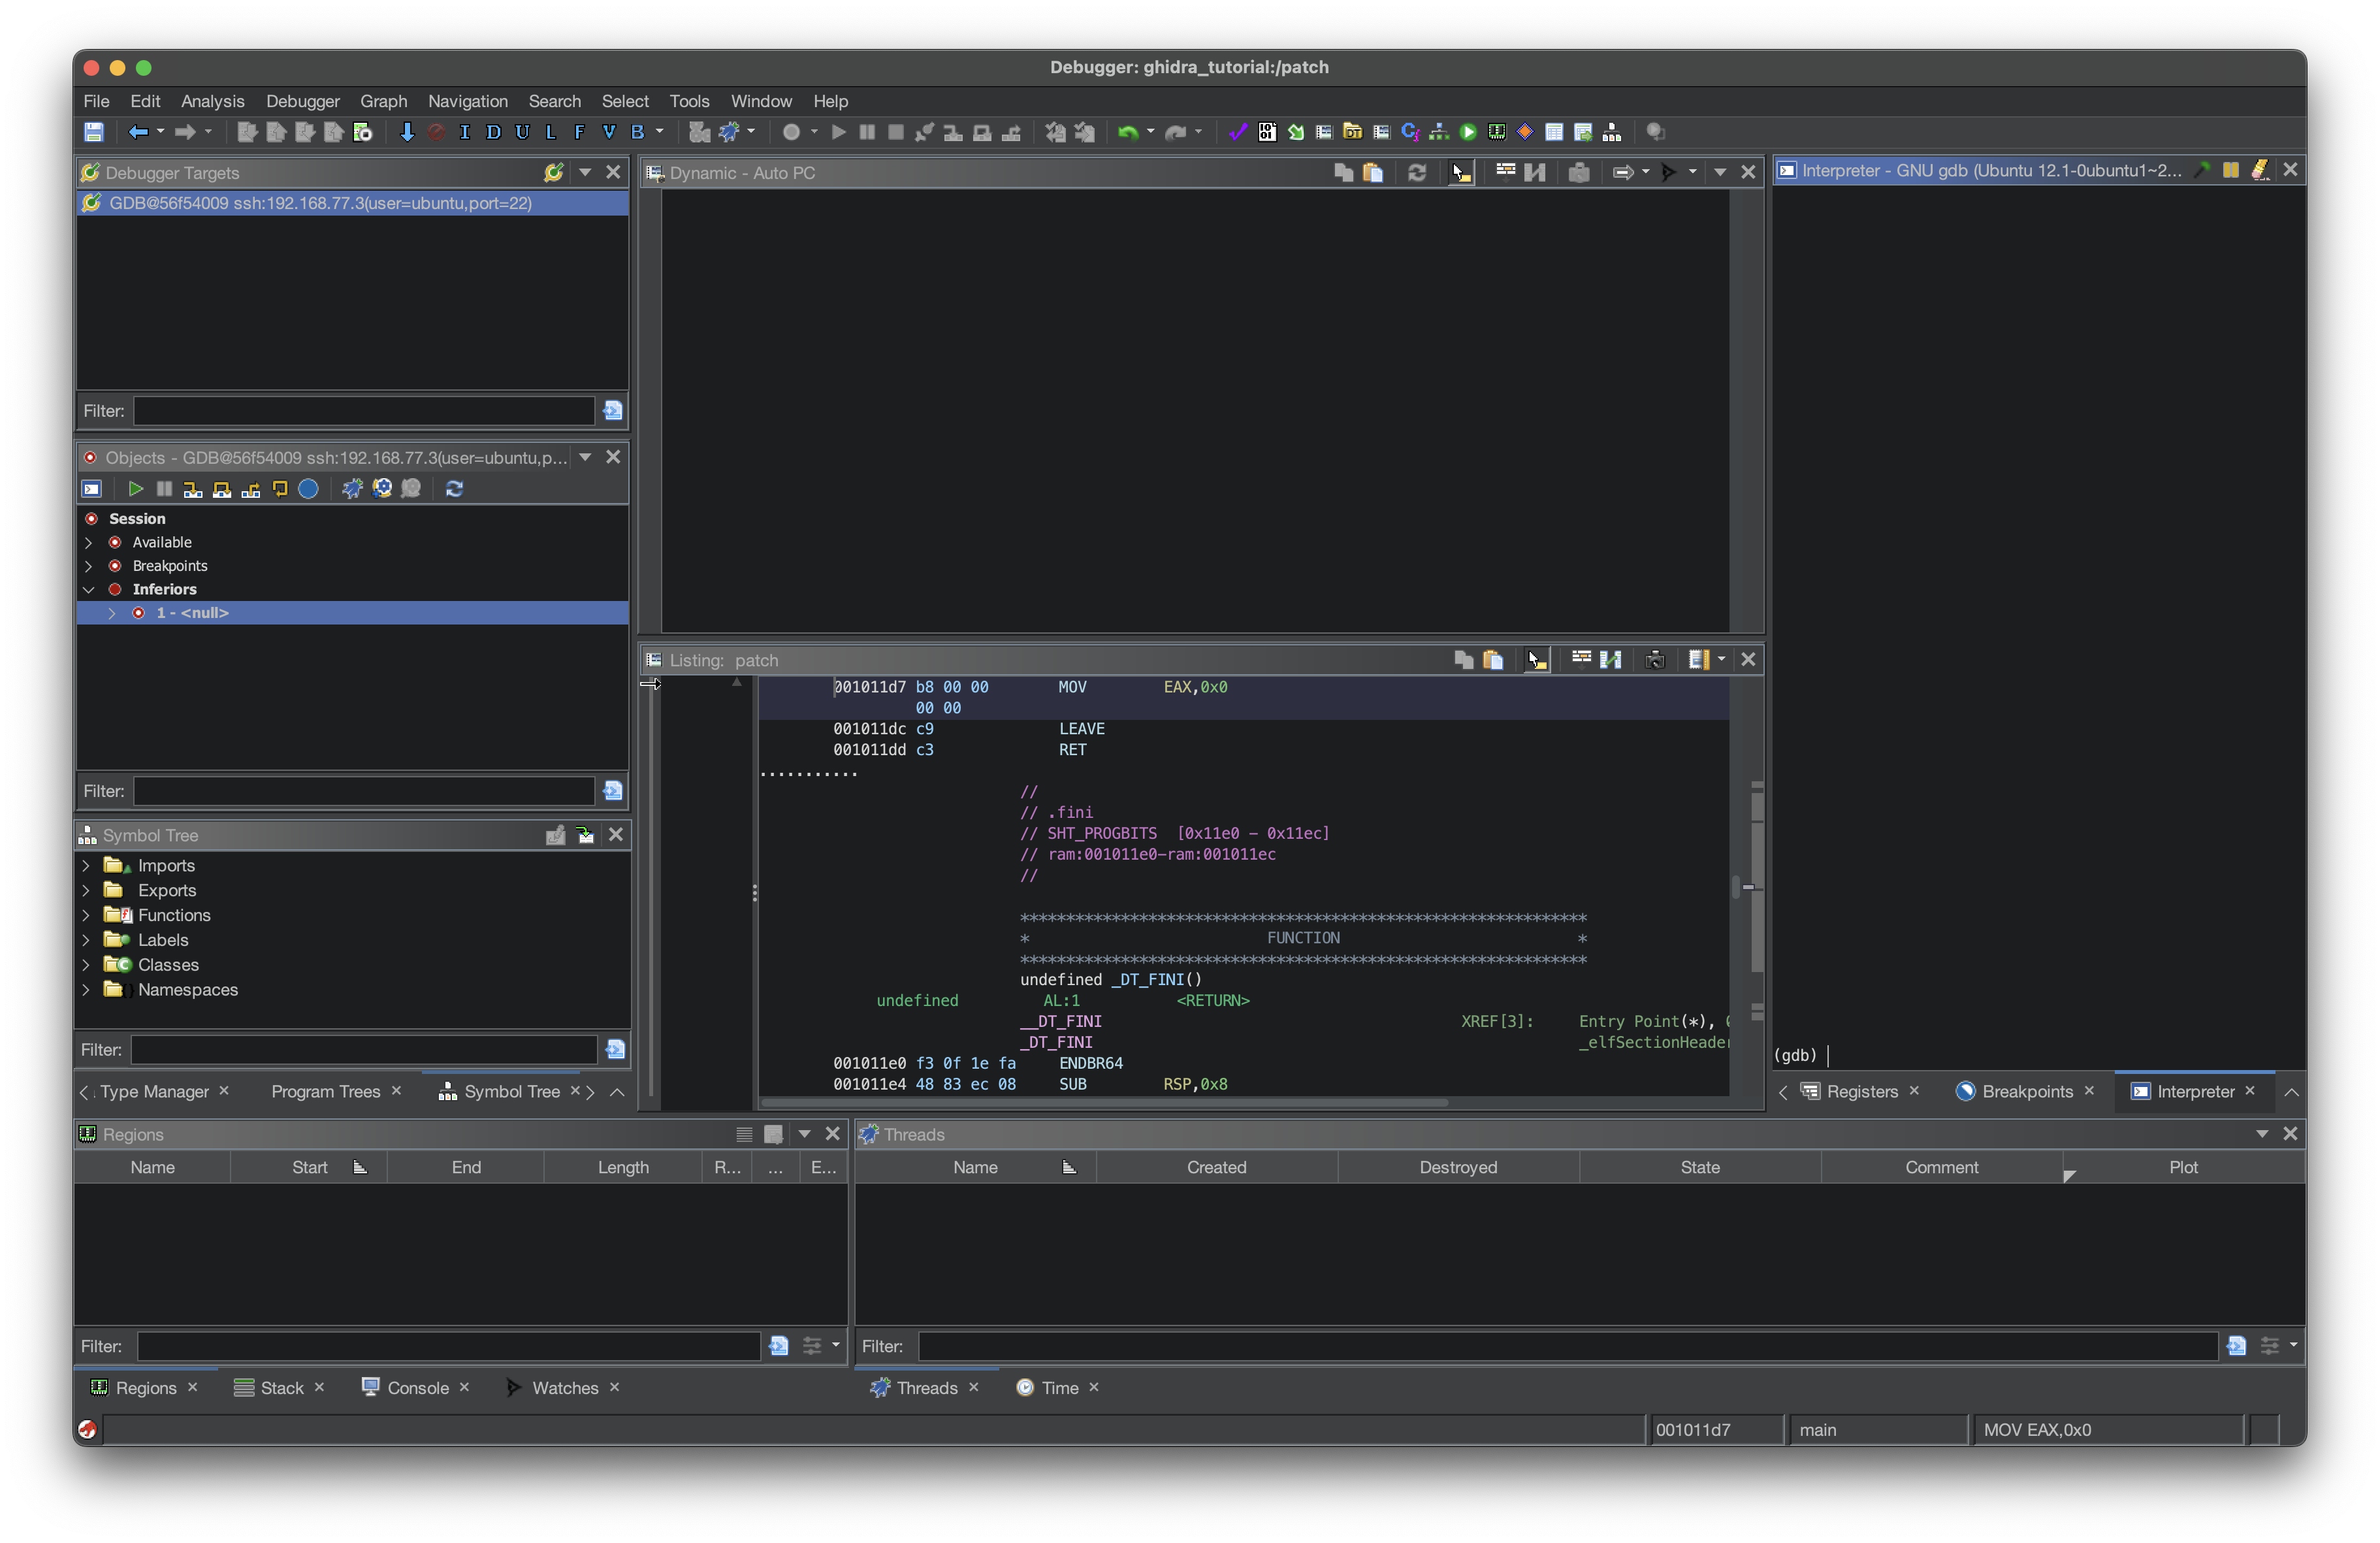 Debugger: ghidra_tutorial:/patch
File Edit Analysis Debugger Graph Navigation Search Select Tools Window Help
I D U L F V B
Debugger Targets
GDB@56f54009 ssh:192.168.77.3(user=ubuntu,port=22)
Filter:
Objects - GDB@56f54009 ssh:192.168.77.3(user=ubuntu,p...
Session
Available
Breakpoints
Inferiors
1 - <null>
Filter:
Symbol Tree
Imports
Exports
Functions
Labels
Classes
Namespaces
Filter:
Type Manager Program Trees Symbol Tree
Dynamic - Auto PC
Listing: patch
001011d7 b8 00 00 MOV EAX,0x0
00 00
001011dc c9 LEAVE
001011dd c3 RET
...........
//
// .fini
// SHT_PROGBITS [0x11e0 - 0x11ec]
// ram:001011e0-ram:001011ec
//
**************************************************************
* FUNCTION *
**************************************************************
undefined _DT_FINI()
undefined AL:1 <RETURN>
__DT_FINI XREF[3]: Entry Point(*),
_DT_FINI _elfSectionHeader
001011e0 f3 0f 1e fa ENDBR64
001011e4 48 83 ec 08 SUB RSP,0x8
Interpreter - GNU gdb (Ubuntu 12.1-0ubuntu1~2...
(gdb)
Registers Breakpoints Interpreter
Regions
Name Start End Length R... ... E...
Filter:
Regions Stack Console Watches
Threads
Name Created Destroyed State Comment Plot
Filter:
Threads Time
001011d7 main MOV EAX,0x0